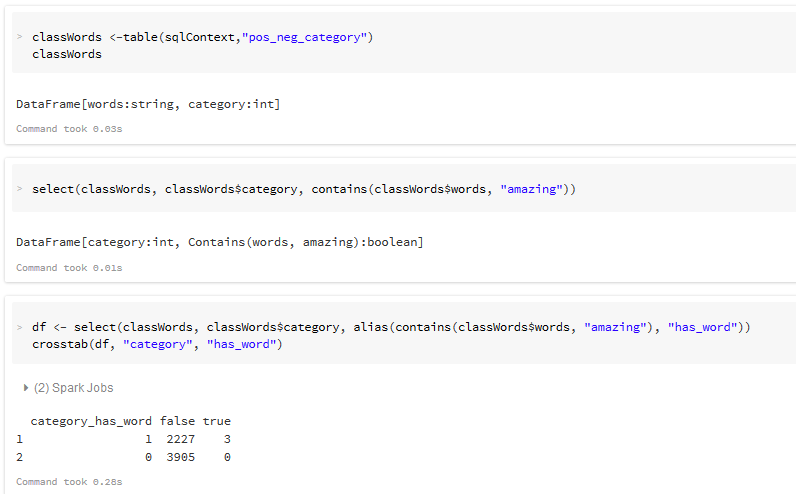 > classWords <-table(sqlContext,"pos_neg_category")
classWords
DataFrame[words:string, category:int]
Command took 0.03s
> select(classWords, classWords$category, contains(classWords$words, "amazing"))
DataFrame[category:int, Contains(words, amazing):boolean]
Command took 0.01s
> df <- select(classWords, classWords$category, alias(contains(classWords$words, "amazing"), "has_word"))
crosstab(df, "category", "has_word")
(2) Spark Jobs
category_has_word false true
1 1 2227 3
2 0 3905 0
Command took 0.28s